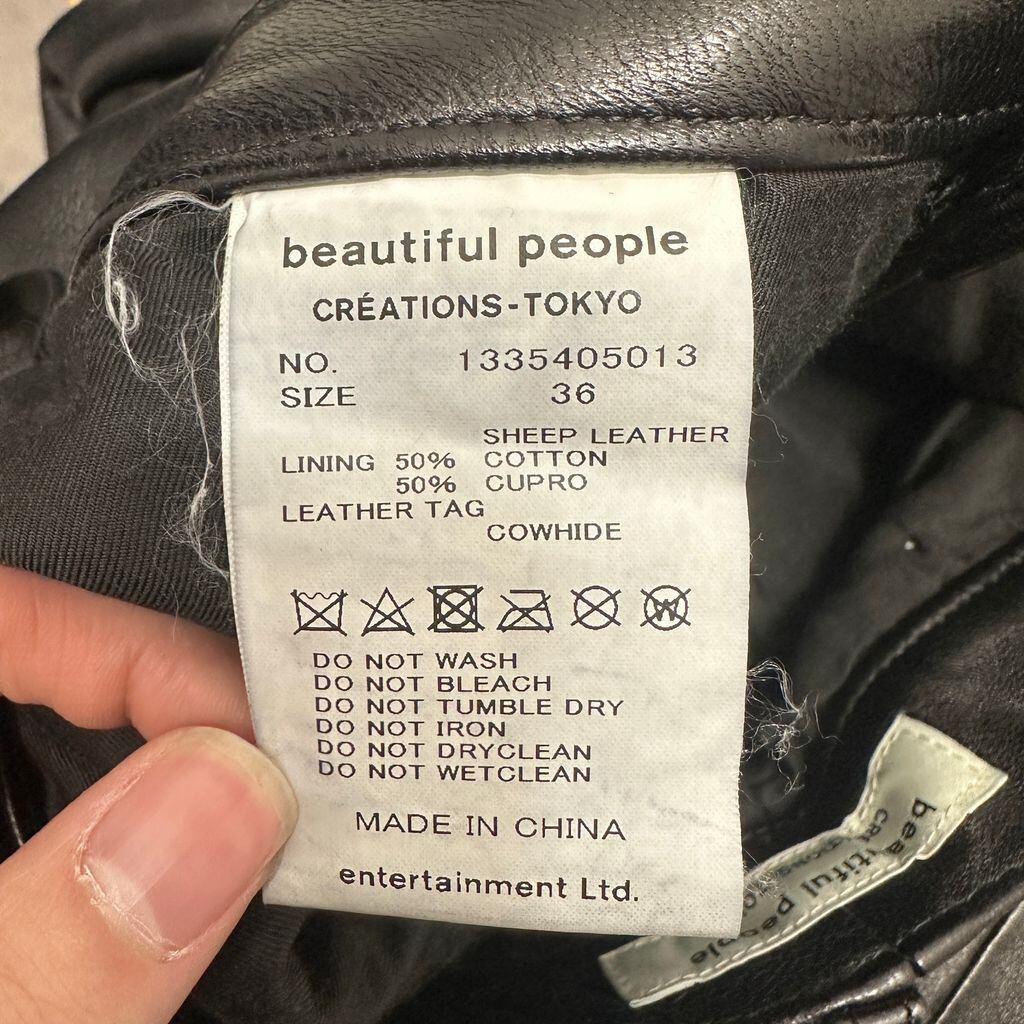 beautiful people
CRÉATIONS-TOKYO
NO. 1335405013
SIZE 36
SHEEP LEATHER
LINING 50% COTTON
50% CUPRO
LEATHER TAG
COWHIDE
W
DO NOT WASH
DO NOT BLEACH
DO NOT TUMBLE DRY
DO NOT IRON
DO NOT DRYCLEAN
DO NOT WETCLEAN
MADE IN CHINA
entertainment Ltd.
beautiful people